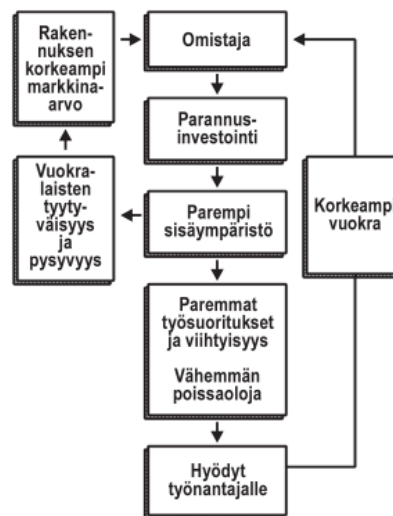 Raken-
nuksen
korkeampi
markkina-
arvo
Omistaja
Parannus-
investointi
Vuokra-
laisten
tyyty-
väisyys
ja
pysyvyys
Parempi
sisäympäristö
Korkeampi
vuokra
Paremmat
työsuoritukset
ja viihtyisyys
Vähemmän
poissaoloja
Hyödyt
työnantajalle